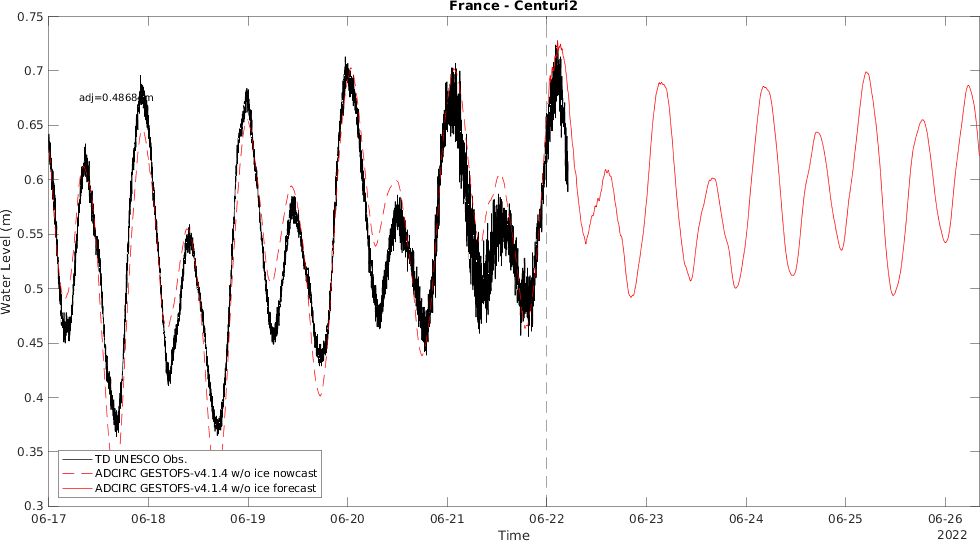 France - Centuri2
0.75
0.7
0.65
0.6
0.55
0.5
0.45
0.4
0.35
0.3
Water Level (m)
TD UNESCO Obs.
ADCIRC GESTOFS-v4.1.4 w/o ice nowcast
ADCIRC GESTOFS-v4.1.4 w/o ice forecast
06-17 06-18 06-19 06-20 06-21 06-22 06-23 06-24 06-25 06-26
Time
2022